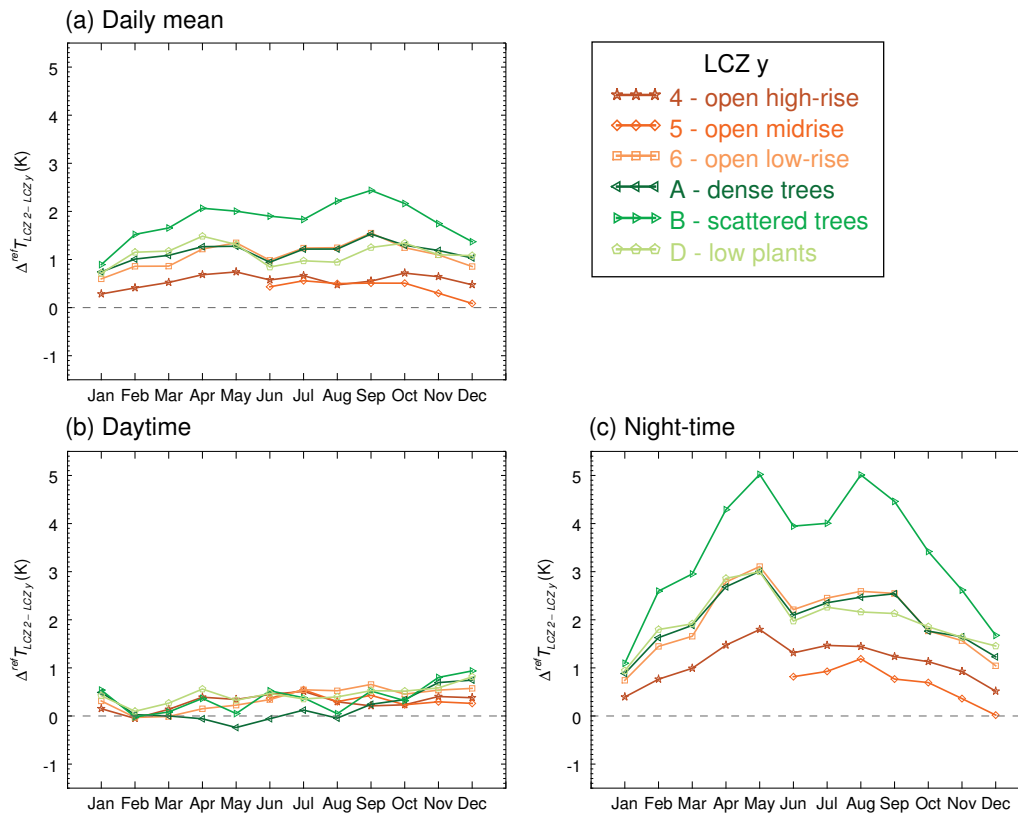 (a) Daily mean
Δ^ref T_LCZ 2 – LCZ y (K)
5
4
3
2
1
0
-1
Jan Feb Mar Apr May Jun Jul Aug Sep Oct Nov Dec
LCZ y
4 - open high-rise
5 - open midrise
6 - open low-rise
A - dense trees
B - scattered trees
D - low plants
(b) Daytime
Δ^ref T_LCZ 2 – LCZ y (K)
5
4
3
2
1
0
-1
Jan Feb Mar Apr May Jun Jul Aug Sep Oct Nov Dec
(c) Night-time
Δ^ref T_LCZ 2 – LCZ y (K)
5
4
3
2
1
0
-1
Jan Feb Mar Apr May Jun Jul Aug Sep Oct Nov Dec